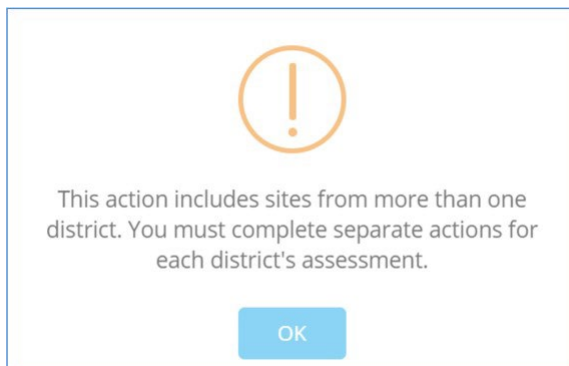 This action includes sites from more than one
district. You must complete separate actions for
each district's assessment.
OK